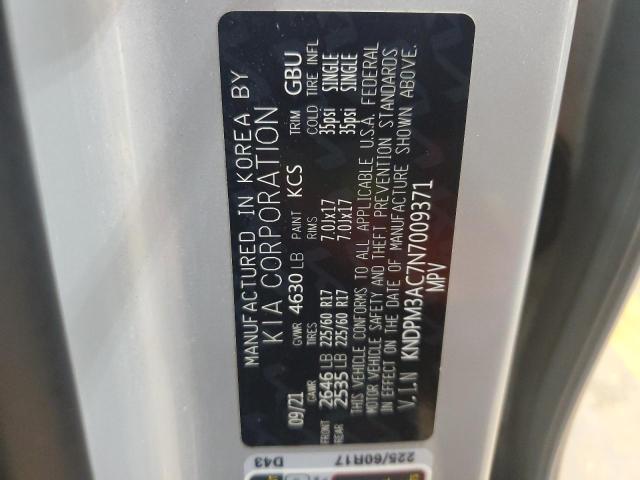 MANUFACTURED IN KOREA BY
KIA CORPORATION
09/21 GVWR 4630 LB PAINT KCS TRIM GBU
GAWR TIRES RIMS COLD TIRE INFL
FRONT 2646 LB 225/60 R17 7.0Jx17 35psi SINGLE
REAR 2535 LB 225/60 R17 7.0Jx17 35psi SINGLE
THIS VEHICLE CONFORMS TO ALL APPLICABLE U.S.A. FEDERAL
MOTOR VEHICLE SAFETY AND THEFT PREVENTION STANDARDS
IN EFFECT ON THE DATE OF MANUFACTURE SHOWN ABOVE.
V.I.N KNDPM3AC7N7009371
MPV
D43
225/60R17